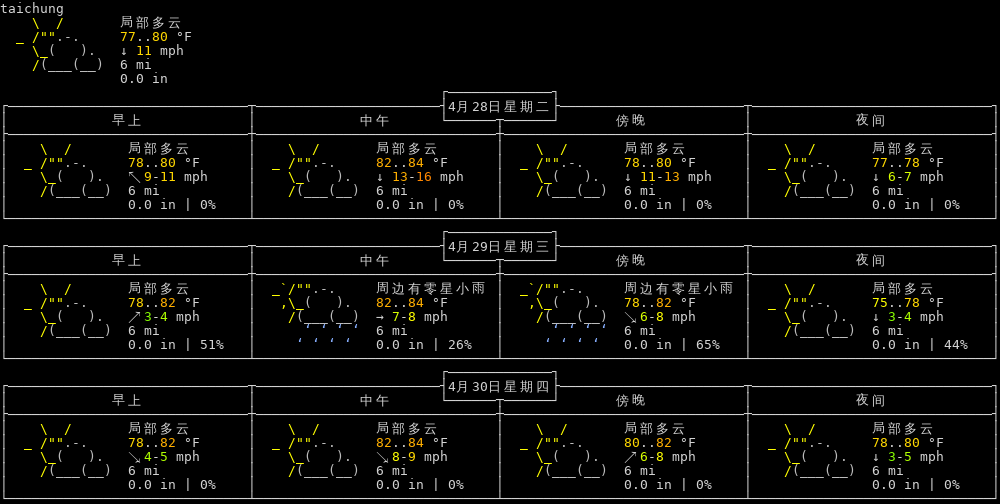 taichung
局部多云
77..80 °F
↓ 11 mph
6 mi
0.0 in
4月28日星期二
早上 中午 傍晚 夜间
局部多云 局部多云 局部多云 局部多云
78..80 °F 82..84 °F 78..80 °F 77..78 °F
↖ 9-11 mph ↓ 13-16 mph ↓ 11-13 mph ↓ 6-7 mph
6 mi 6 mi 6 mi 6 mi
0.0 in | 0% 0.0 in | 0% 0.0 in | 0% 0.0 in | 0%
4月29日星期三
早上 中午 傍晚 夜间
局部多云 周边有零星小雨 周边有零星小雨 局部多云
78..82 °F 82..84 °F 78..82 °F 75..78 °F
↗ 3-4 mph → 7-8 mph ↘ 6-8 mph ↓ 3-4 mph
6 mi 6 mi 6 mi 6 mi
0.0 in | 51% 0.0 in | 26% 0.0 in | 65% 0.0 in | 44%
4月30日星期四
早上 中午 傍晚 夜间
局部多云 局部多云 局部多云 局部多云
78..82 °F 82..84 °F 80..82 °F 78..80 °F
↘ 4-5 mph ↘ 8-9 mph ↗ 6-8 mph ↓ 3-5 mph
6 mi 6 mi 6 mi 6 mi
0.0 in | 0% 0.0 in | 0% 0.0 in | 0% 0.0 in | 0%